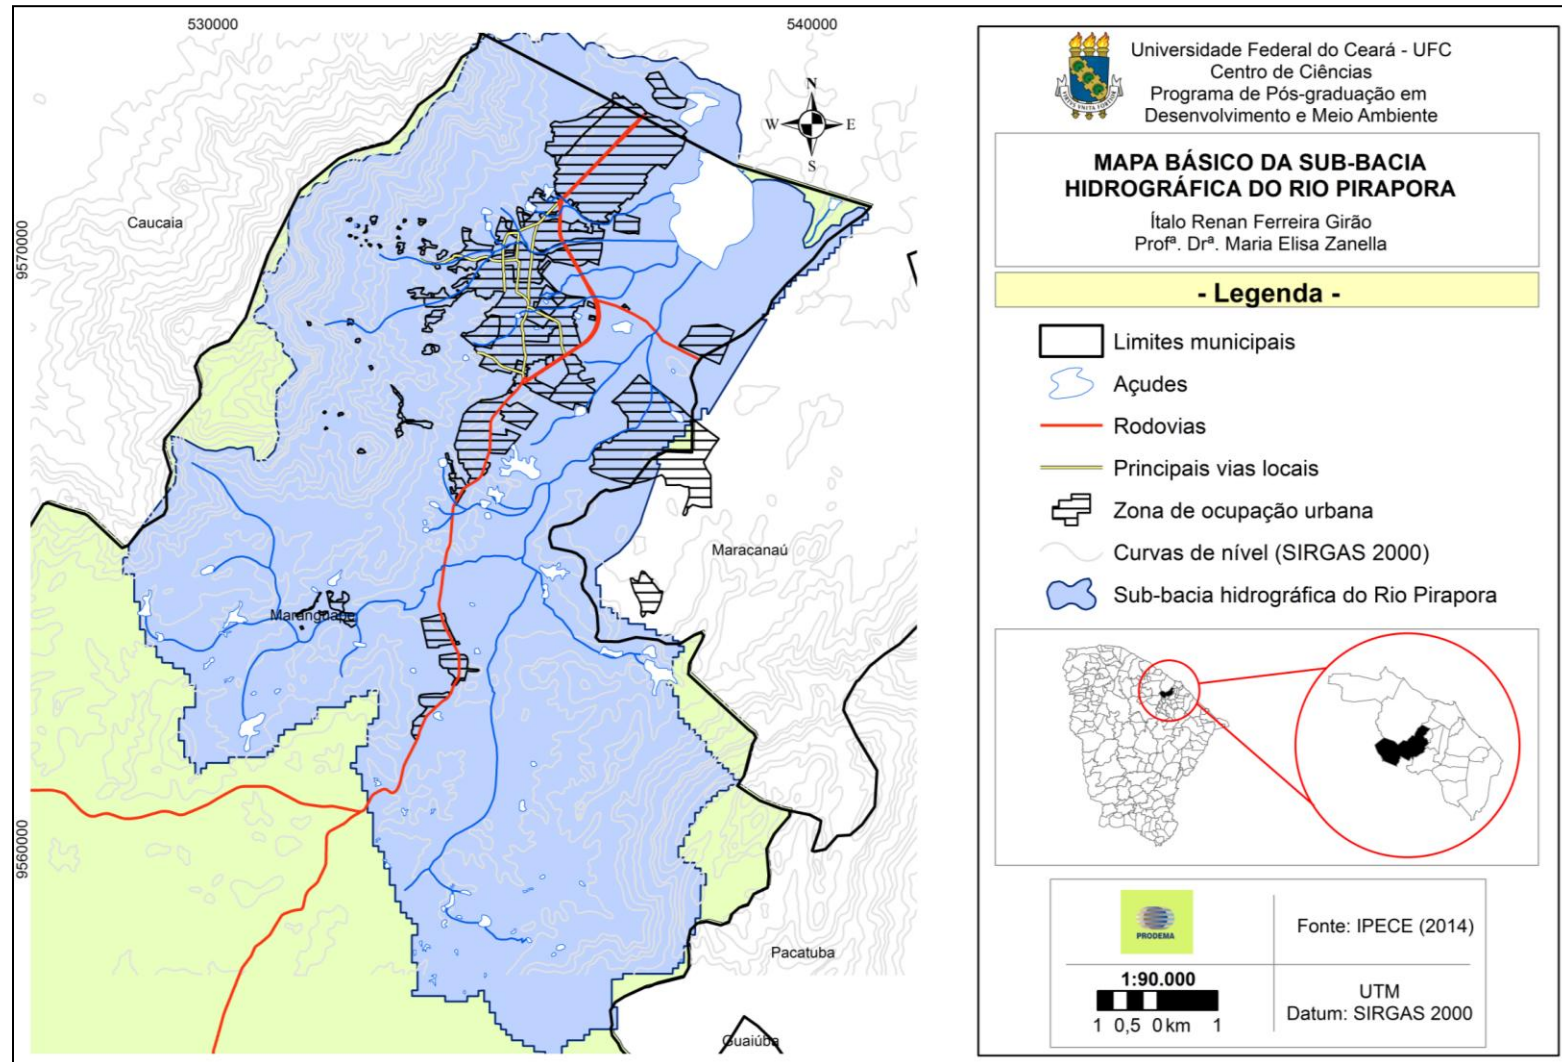 530000
540000
9570000
9560000
N
W
E
S
Caucaia
Maracanaú
Maranguape
Pacatuba
Guaiúba
Universidade Federal do Ceará - UFC
Centro de Ciências
Programa de Pós-graduação em
Desenvolvimento e Meio Ambiente
MAPA BÁSICO DA SUB-BACIA
HIDROGRÁFICA DO RIO PIRAPORA
Ítalo Renan Ferreira Girão
Profª. Drª. Maria Elisa Zanella
- Legenda -
Limites municipais
Açudes
Rodovias
Principais vias locais
Zona de ocupação urbana
Curvas de nível (SIRGAS 2000)
Sub-bacia hidrográfica do Rio Pirapora
PRODEMA
Fonte: IPECE (2014)
1:90.000
1 0,5 0 km 1
UTM
Datum: SIRGAS 2000